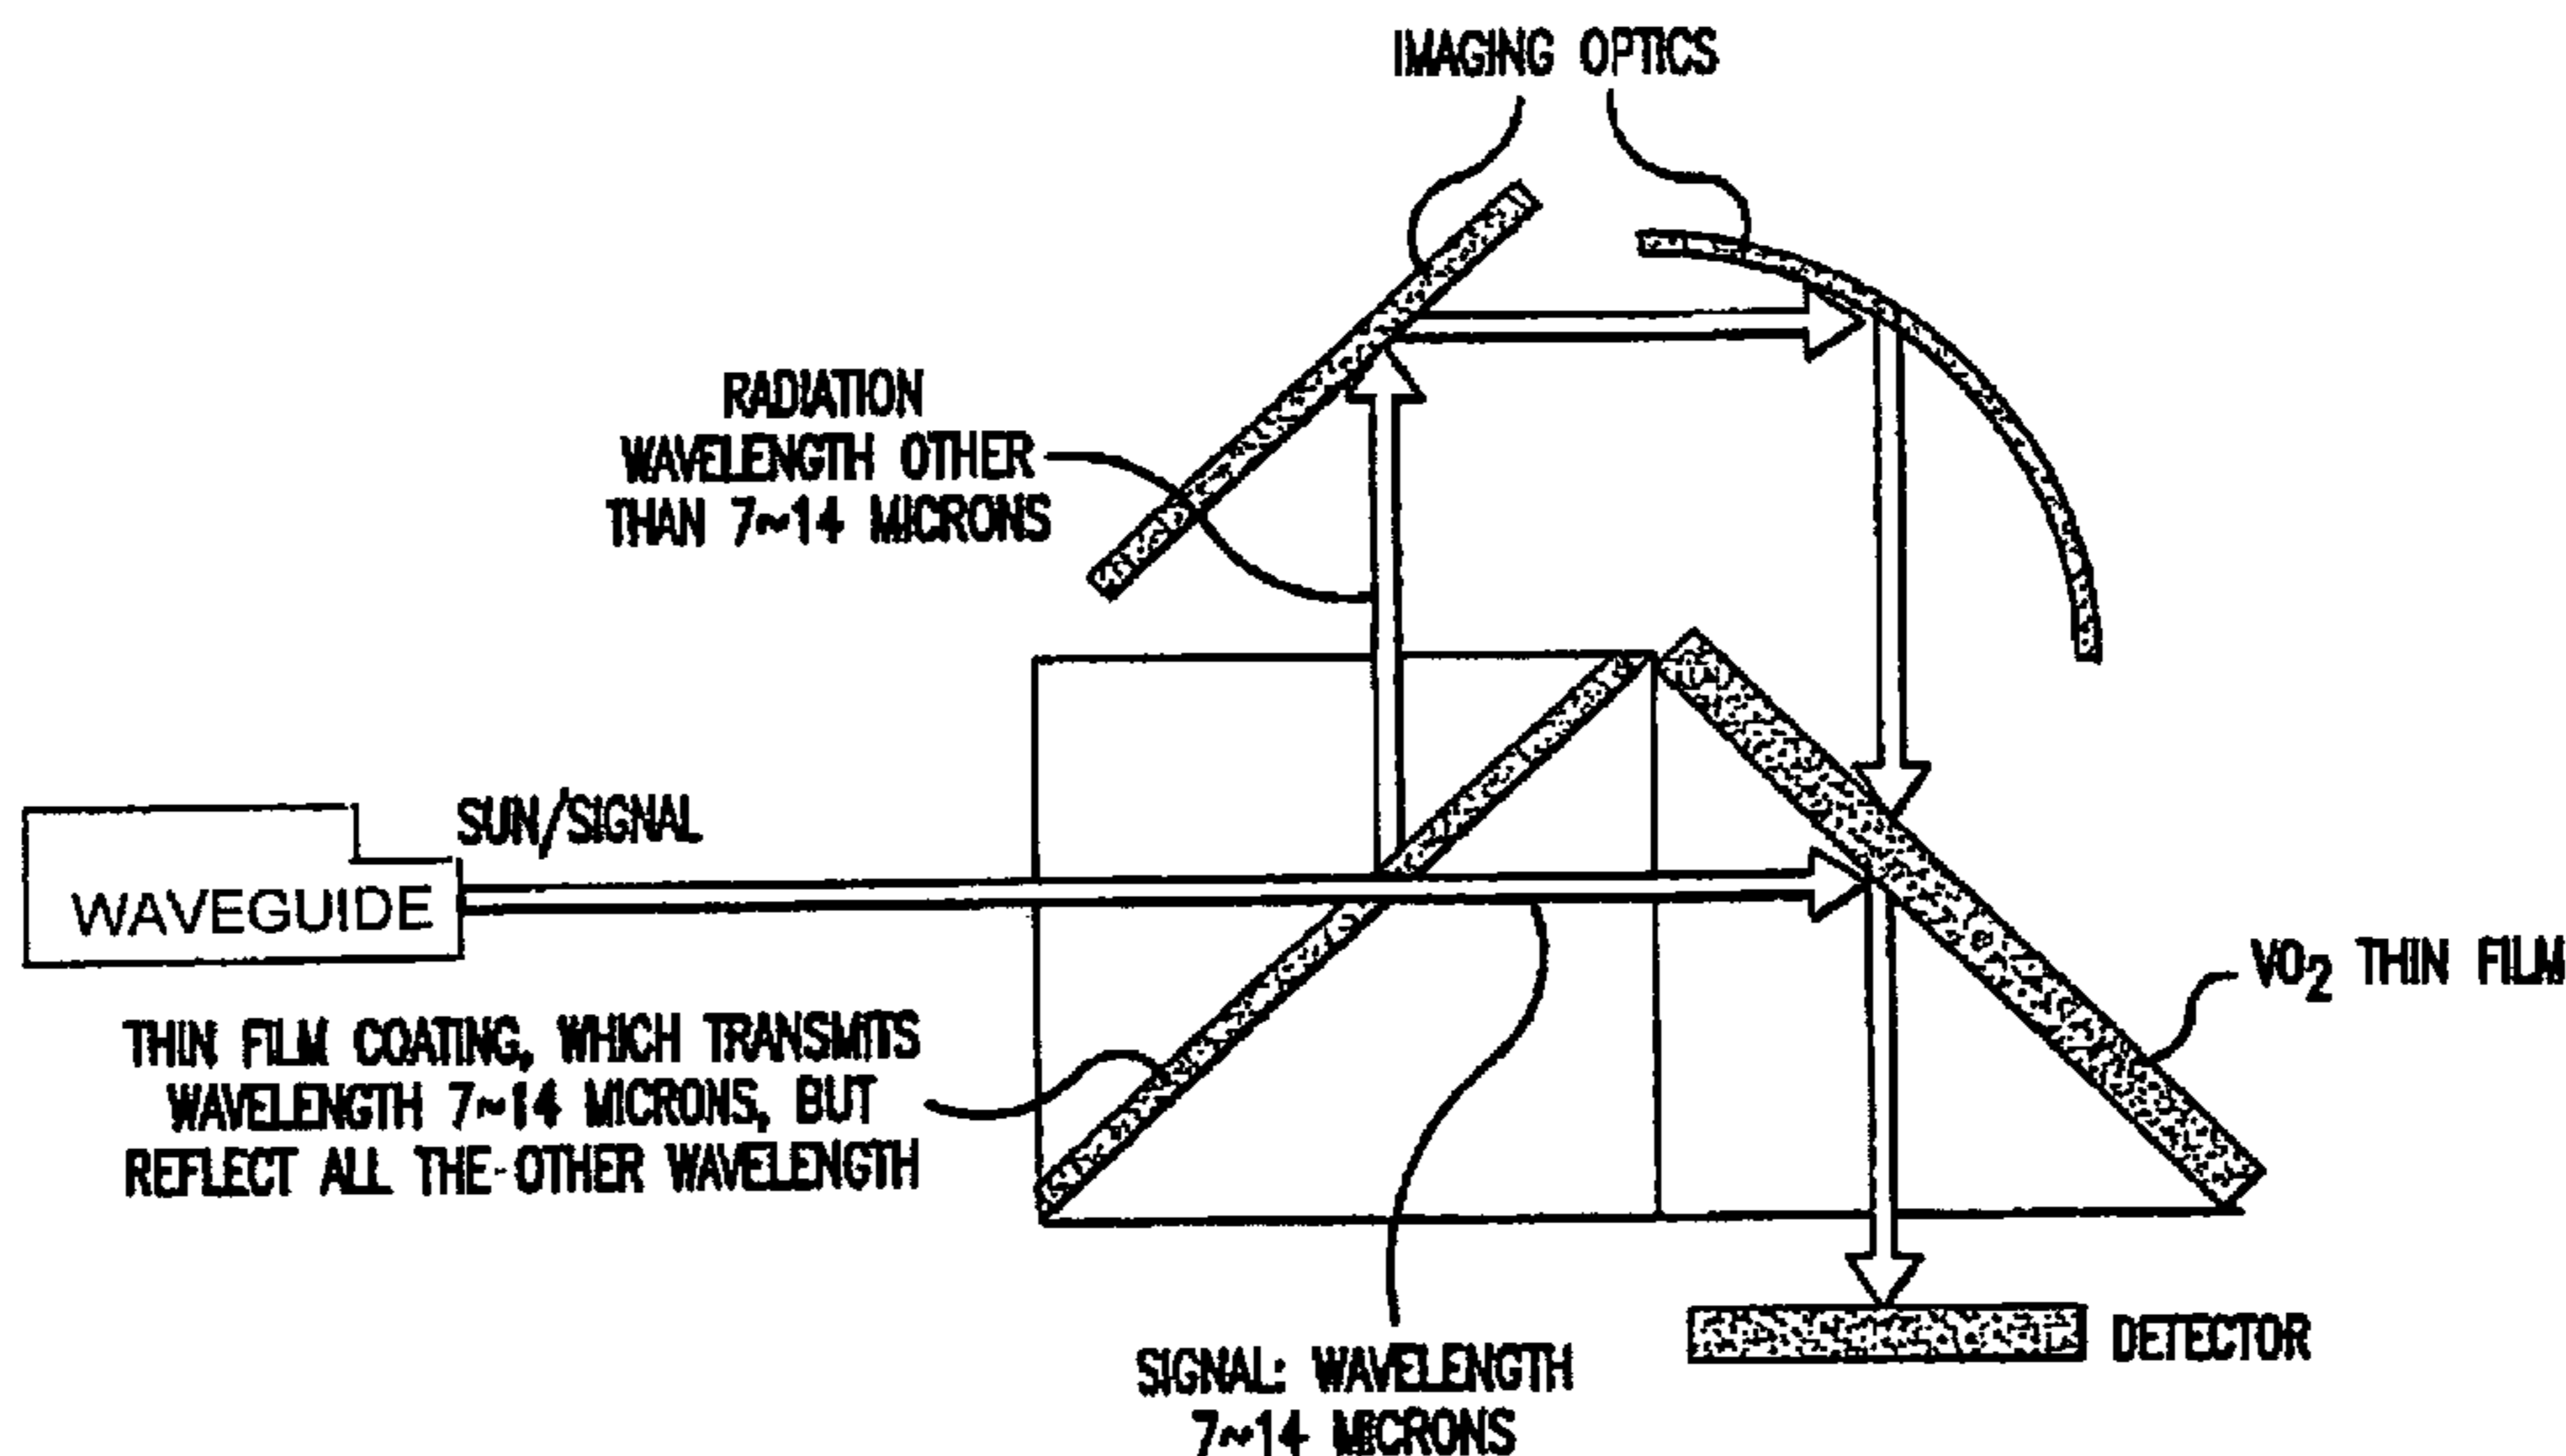 IMAGING OPTICS
RADIATION
WAVELENGTH OTHER
THAN 7~14 MICRONS
SUN/SIGNAL
WAVEGUIDE
VO2 THIN FILM
THIN FILM COATING, WHICH TRANSMITS
WAVELENGTH 7~14 MICRONS, BUT
REFLECT ALL THE OTHER WAVELENGTH
DETECTOR
SIGNAL: WAVELENGTH
7~14 MICRONS